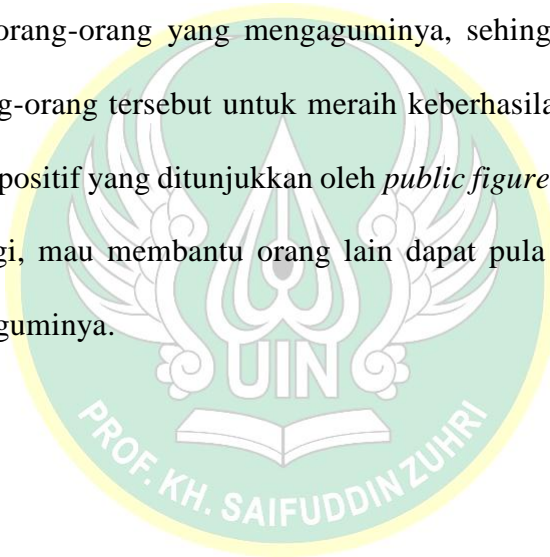 orang-orang yang mengaguminya, sehing
g-orang tersebut untuk meraih keberhasila
positif yang ditunjukkan oleh public figure
gi, mau membantu orang lain dapat pula
guminya.
UIN
PROF. KH. SAIFUDDIN ZUHRI